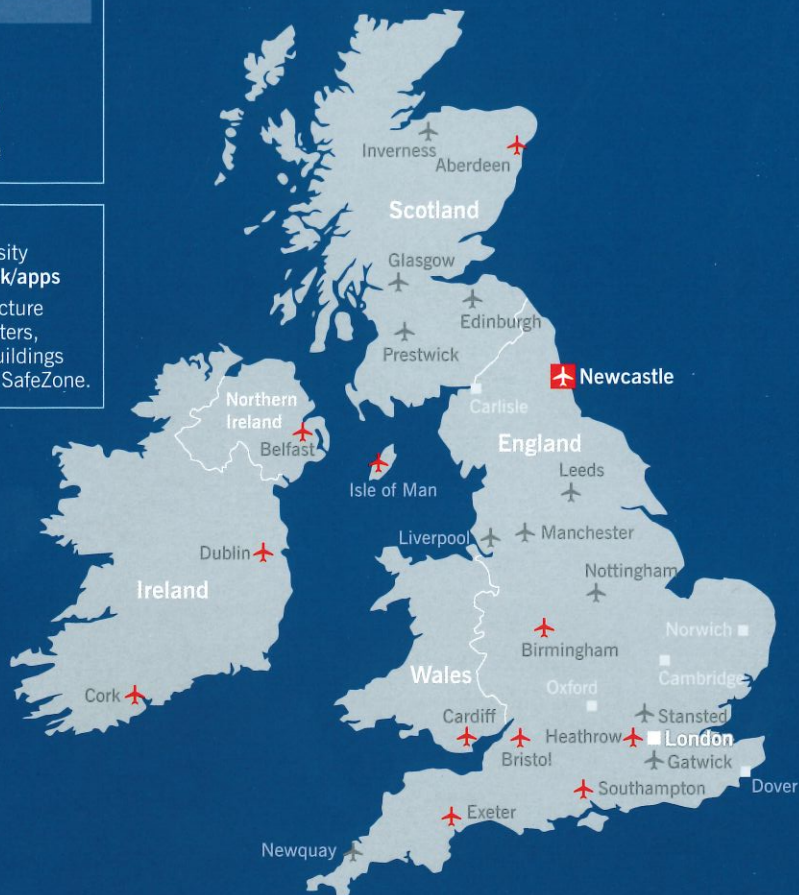 sity
k/apps
cture
ters,
uildings
SafeZone.
Inverness
Aberdeen
Scotland
Glasgow
Edinburgh
Prestwick
Newcastle
Carlisle
Northern
Ireland
Belfast
England
Isle of Man
Leeds
Liverpool
Manchester
Dublin
Nottingham
Ireland
Birmingham
Norwich
Cambridge
Wales
Oxford
Cork
Cardiff
Stansted
Heathrow
London
Bristol
Gatwick
Southampton
Dover
Exeter
Newquay